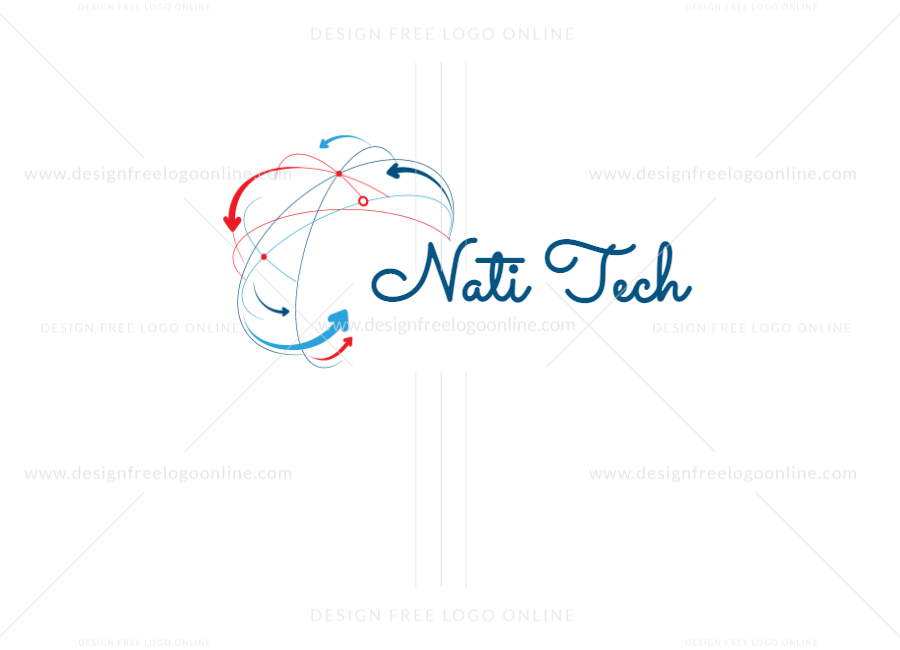 DESIGN FREE LOGO ONLINE DESIGN FREE LOGO ONLINE
DESIGN FREE LOGO ONLINE
www.designfreelogoonline.com www.designfreelogoonline.com
Nati Tech
DESIGN FREE LOGO ONLINE www.designfreelogoonline.com DESIGN FREE LOGO ONLINE
www.designfreelogoonline.com www.designfreelogoonline.com
DESIGN FREE LOGO ONLINE
DESIGN FREE LOGO ONLINE DESIGN FREE LOGO ONLINE